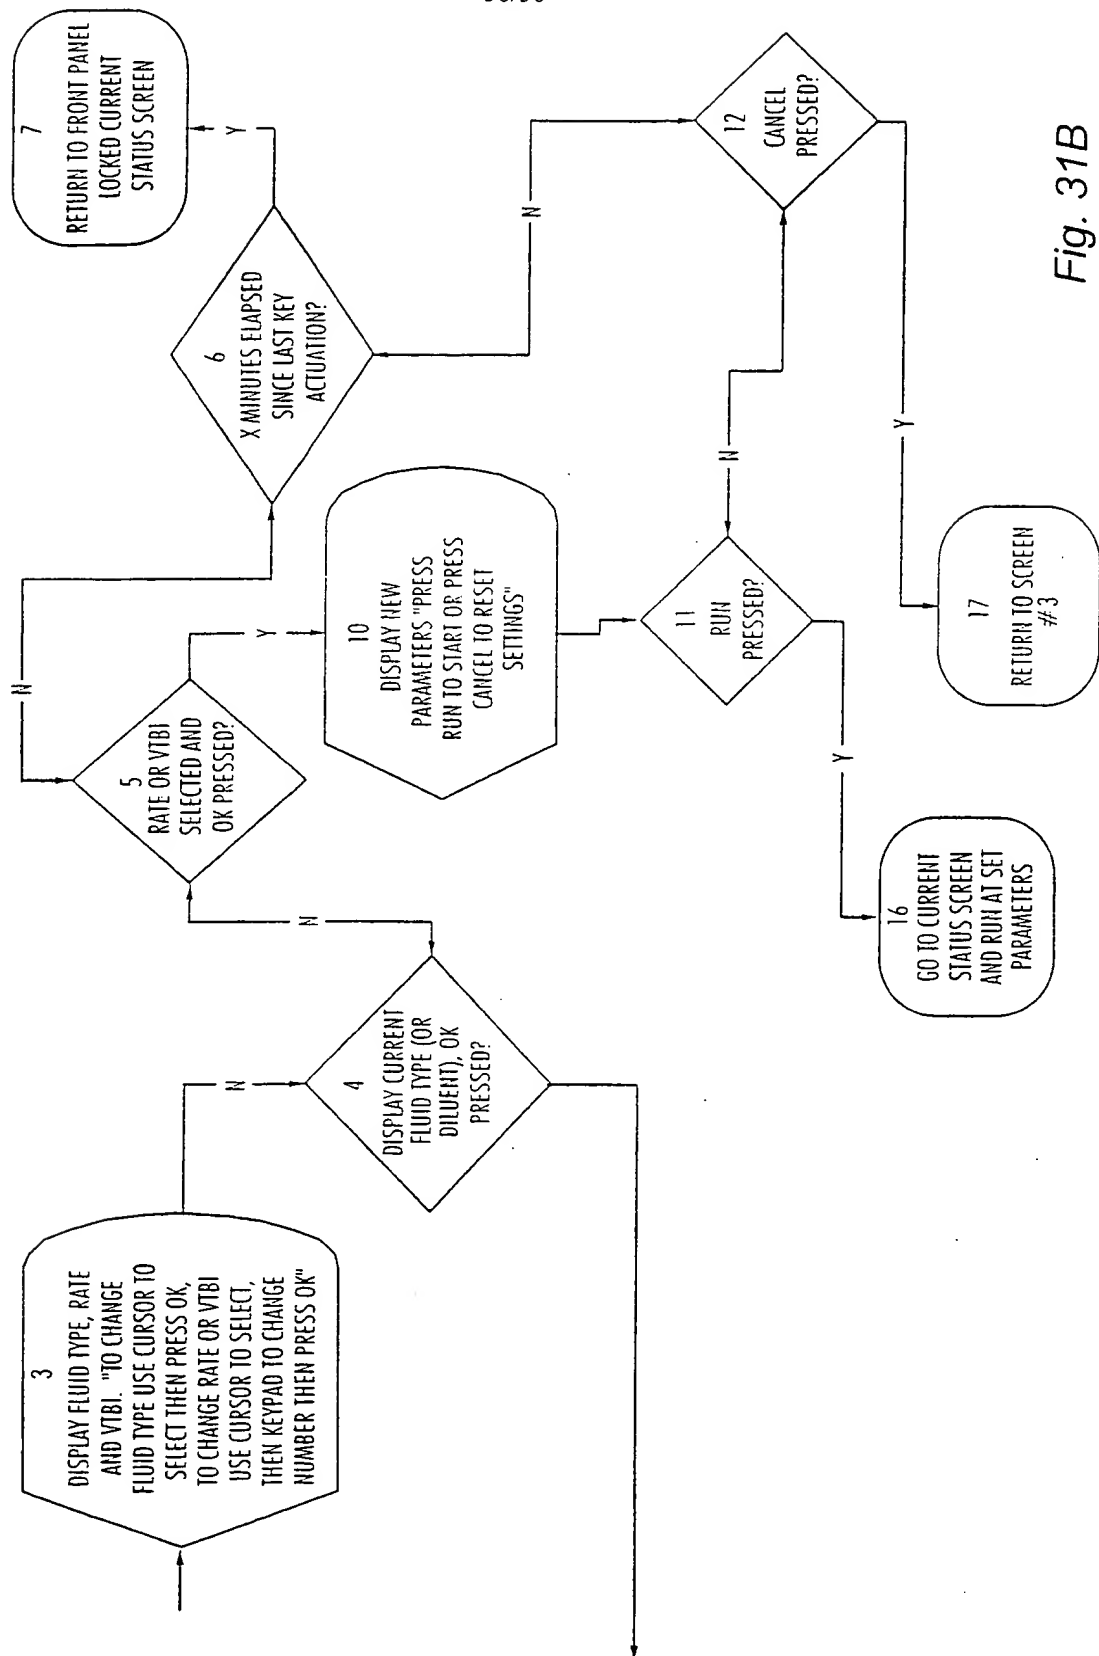 3
DISPLAY FLUID TYPE, RATE
AND VTBI. "TO CHANGE
FLUID TYPE USE CURSOR TO
SELECT THEN PRESS OK,
TO CHANGE RATE OR VTBI
USE CURSOR TO SELECT,
THEN KEYPAD TO CHANGE
NUMBER THEN PRESS OK"
N
4
DISPLAY CURRENT
FLUID TYPE (OR
DILUENT), OK
PRESSED?
N
5
RATE OR VTBI
SELECTED AND
OK PRESSED?
N
Y
6
X MINUTES ELAPSED
SINCE LAST KEY
ACTUATION?
Y
7
RETURN TO FRONT PANEL
LOCKED CURRENT
STATUS SCREEN
N
10
DISPLAY NEW
PARAMETERS "PRESS
RUN TO START OR PRESS
CANCEL TO RESET
SETTINGS"
11
RUN
PRESSED?
N
12
CANCEL
PRESSED?
Y
16
GO TO CURRENT
STATUS SCREEN
AND RUN AT SET
PARAMETERS
Y
17
RETURN TO SCREEN
#3
Fig. 31B